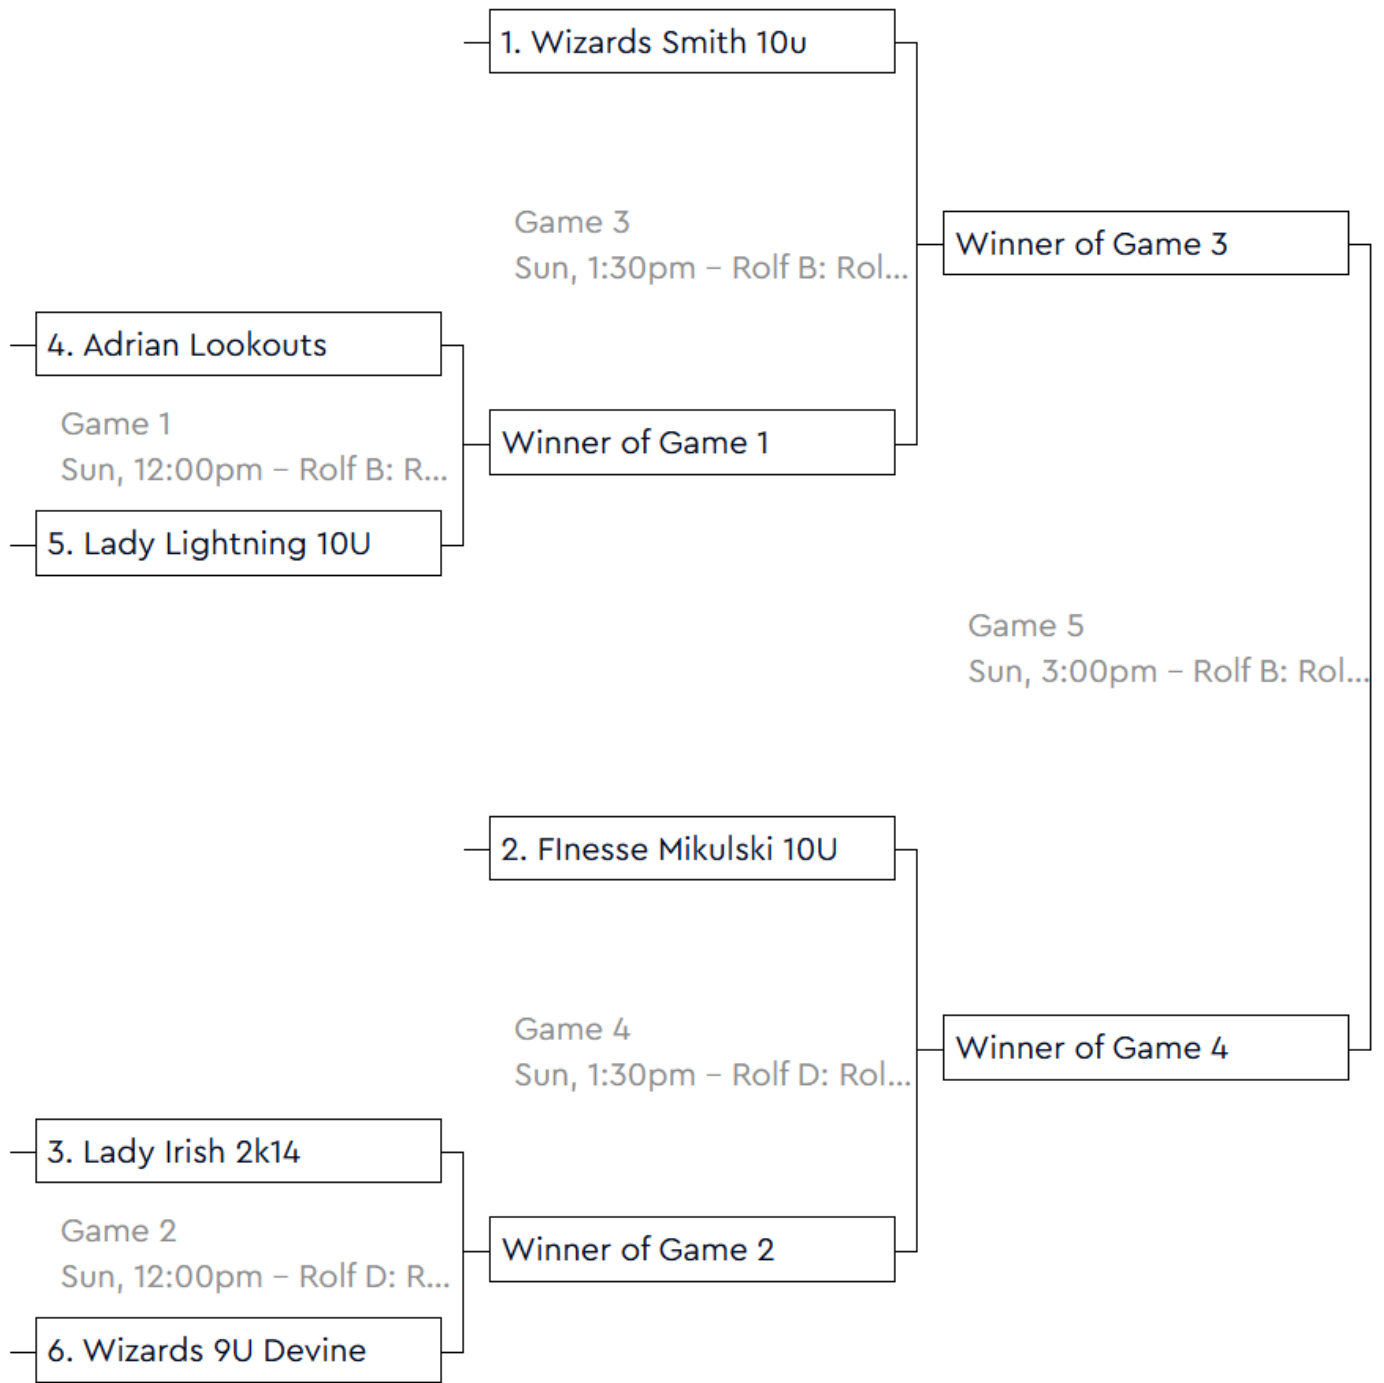 1. Wizards Smith 10u
Game 3
Sun, 1:30pm – Rolf B: Rol...
Winner of Game 3
4. Adrian Lookouts
Game 1
Sun, 12:00pm – Rolf B: R...
Winner of Game 1
5. Lady Lightning 10U
Game 5
Sun, 3:00pm – Rolf B: Rol...
2. FInesse Mikulski 10U
Game 4
Sun, 1:30pm – Rolf D: Rol...
Winner of Game 4
3. Lady Irish 2k14
Game 2
Sun, 12:00pm – Rolf D: R...
Winner of Game 2
6. Wizards 9U Devine